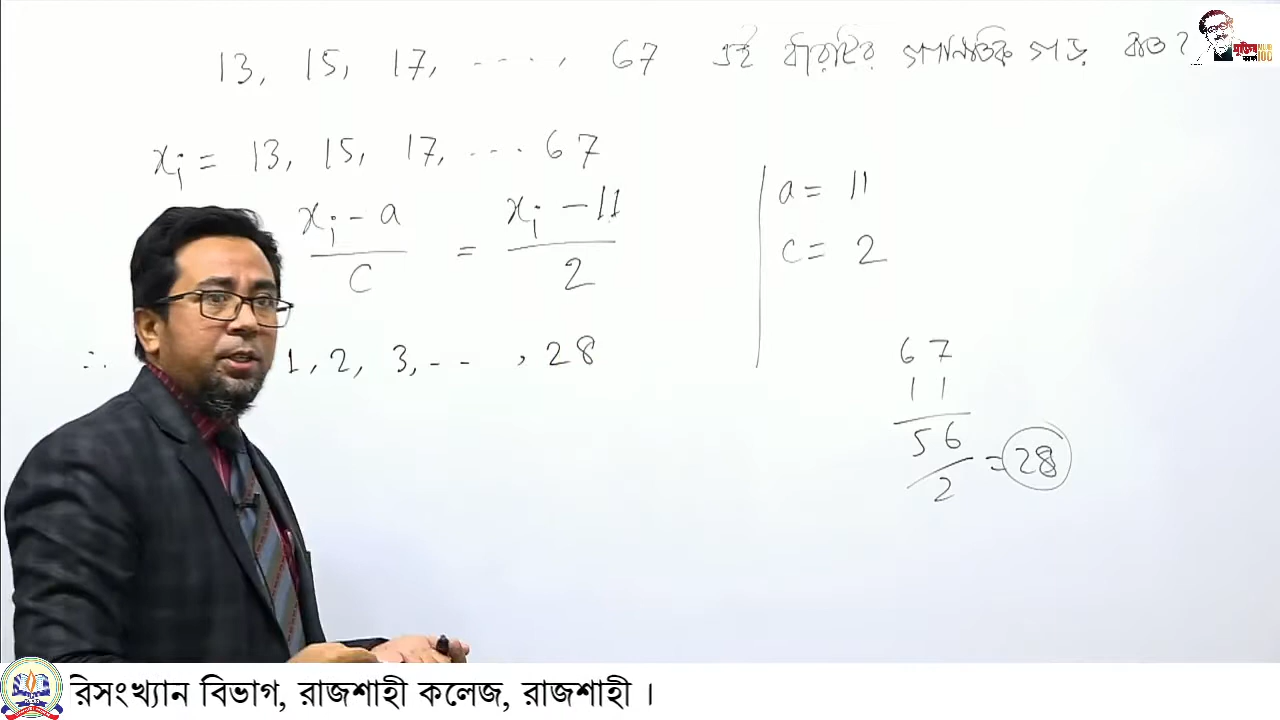 13, 15, 17, ...., 67 এই ধারাটির গাণিতিক গড় কত?
xᵢ = 13, 15, 17, ... 67
a = 11
xᵢ - a / C = xᵢ - 11 / 2
c = 2
∴ 1, 2, 3, -- , 28
67
11
56 / 2 = 28
রিসংখ্যান বিভাগ, রাজশাহী কলেজ, রাজশাহী।